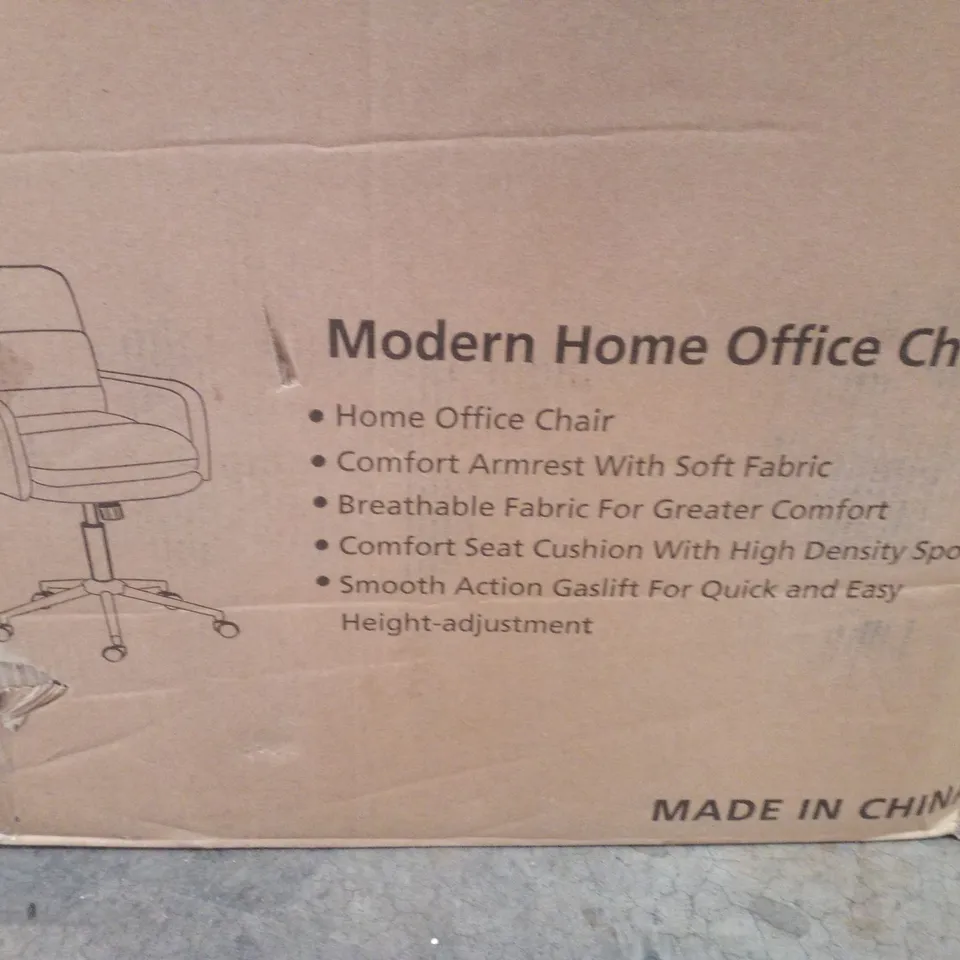 Modern Home Office Ch
• Home Office Chair
• Comfort Armrest With Soft Fabric
• Breathable Fabric For Greater Comfort
• Comfort Seat Cushion With High Density Spo
• Smooth Action Gaslift For Quick and Easy
Height-adjustment
MADE IN CHINA